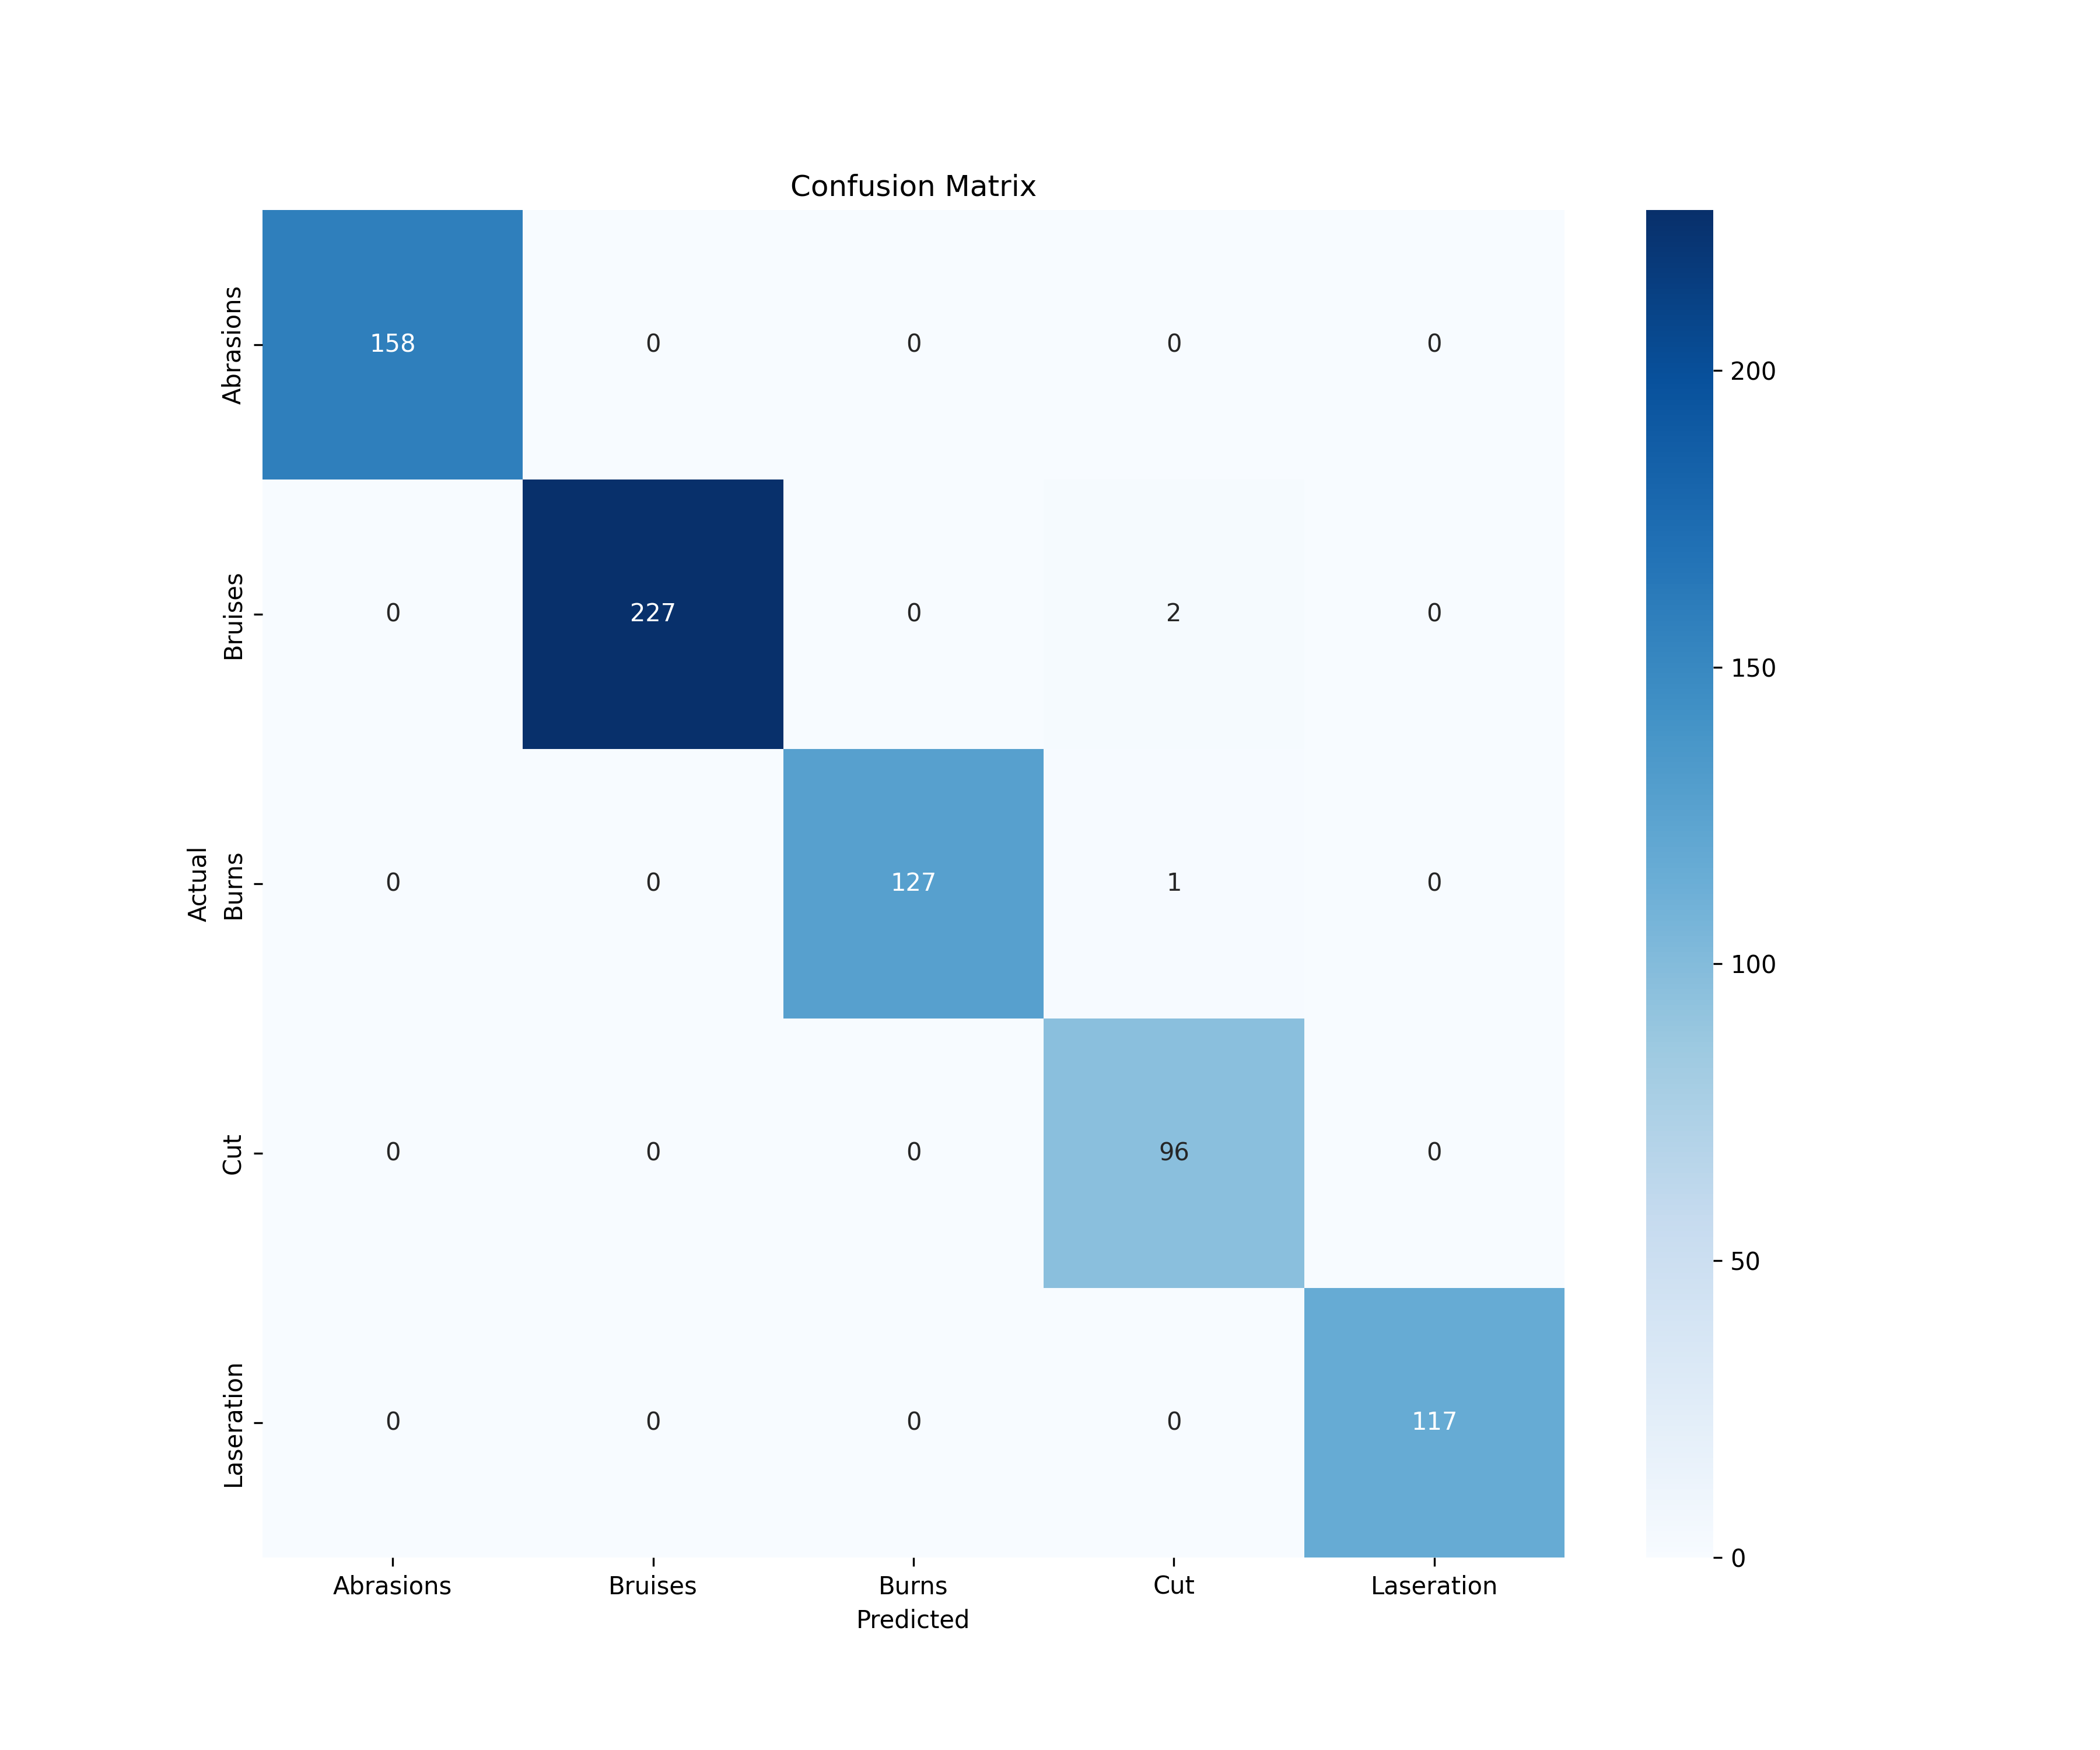 Confusion Matrix
Actual
Abrasions 158 0 0 0 0
Bruises 0 227 0 2 0
Burns 0 0 127 1 0
Cut 0 0 0 96 0
Laseration 0 0 0 0 117
Abrasions Bruises Burns Cut Laseration
Predicted
200
150
100
50
0